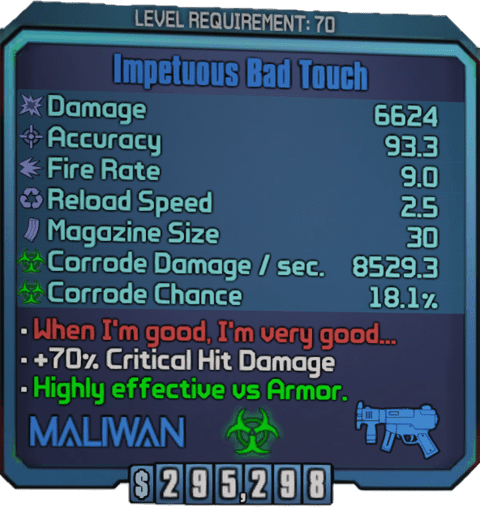 LEVEL REQUIREMENT: 70
Impetuous Bad Touch
Damage 6624
Accuracy 93.3
Fire Rate 9.0
Reload Speed 2.5
Magazine Size 30
Corrode Damage / sec. 8529.3
Corrode Chance 18.1%
• When I'm good, I'm very good...
• +70% Critical Hit Damage
• Highly effective vs Armor.
MALIWAN
$295,298